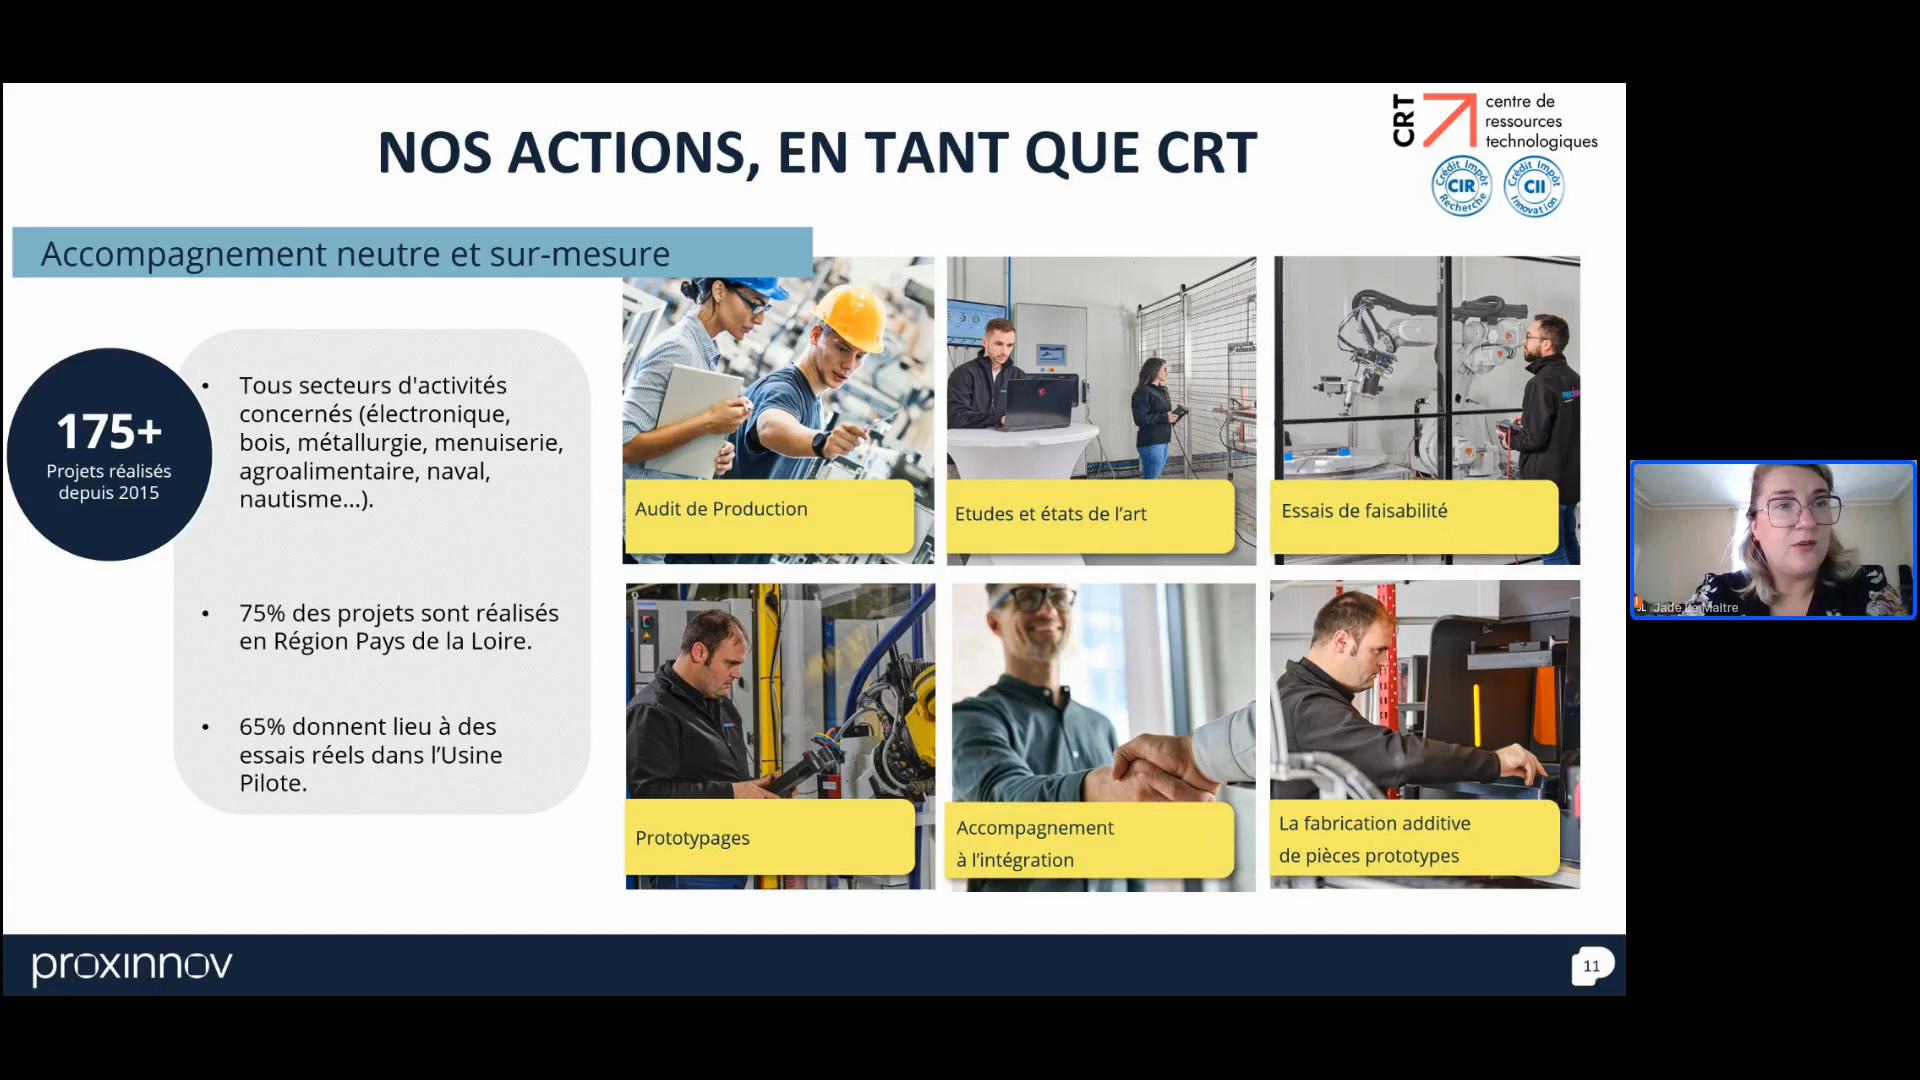 NOS ACTIONS, EN TANT QUE CRT
CRT
centre de
ressources
technologiques
Crédit Impôt
CIR
Recherche
Crédit Impôt
CII
Innovation
Accompagnement neutre et sur-mesure
175+
Projets réalisés
depuis 2015
• Tous secteurs d'activités
concernés (électronique,
bois, métallurgie, menuiserie,
agroalimentaire, naval,
nautisme...).
• 75% des projets sont réalisés
en Région Pays de la Loire.
• 65% donnent lieu à des
essais réels dans l’Usine
Pilote.
Audit de Production
Etudes et états de l’art
Essais de faisabilité
Prototypages
Accompagnement
à l’intégration
La fabrication additive
de pièces prototypes
Jade Le Maitre
proxinnov
11